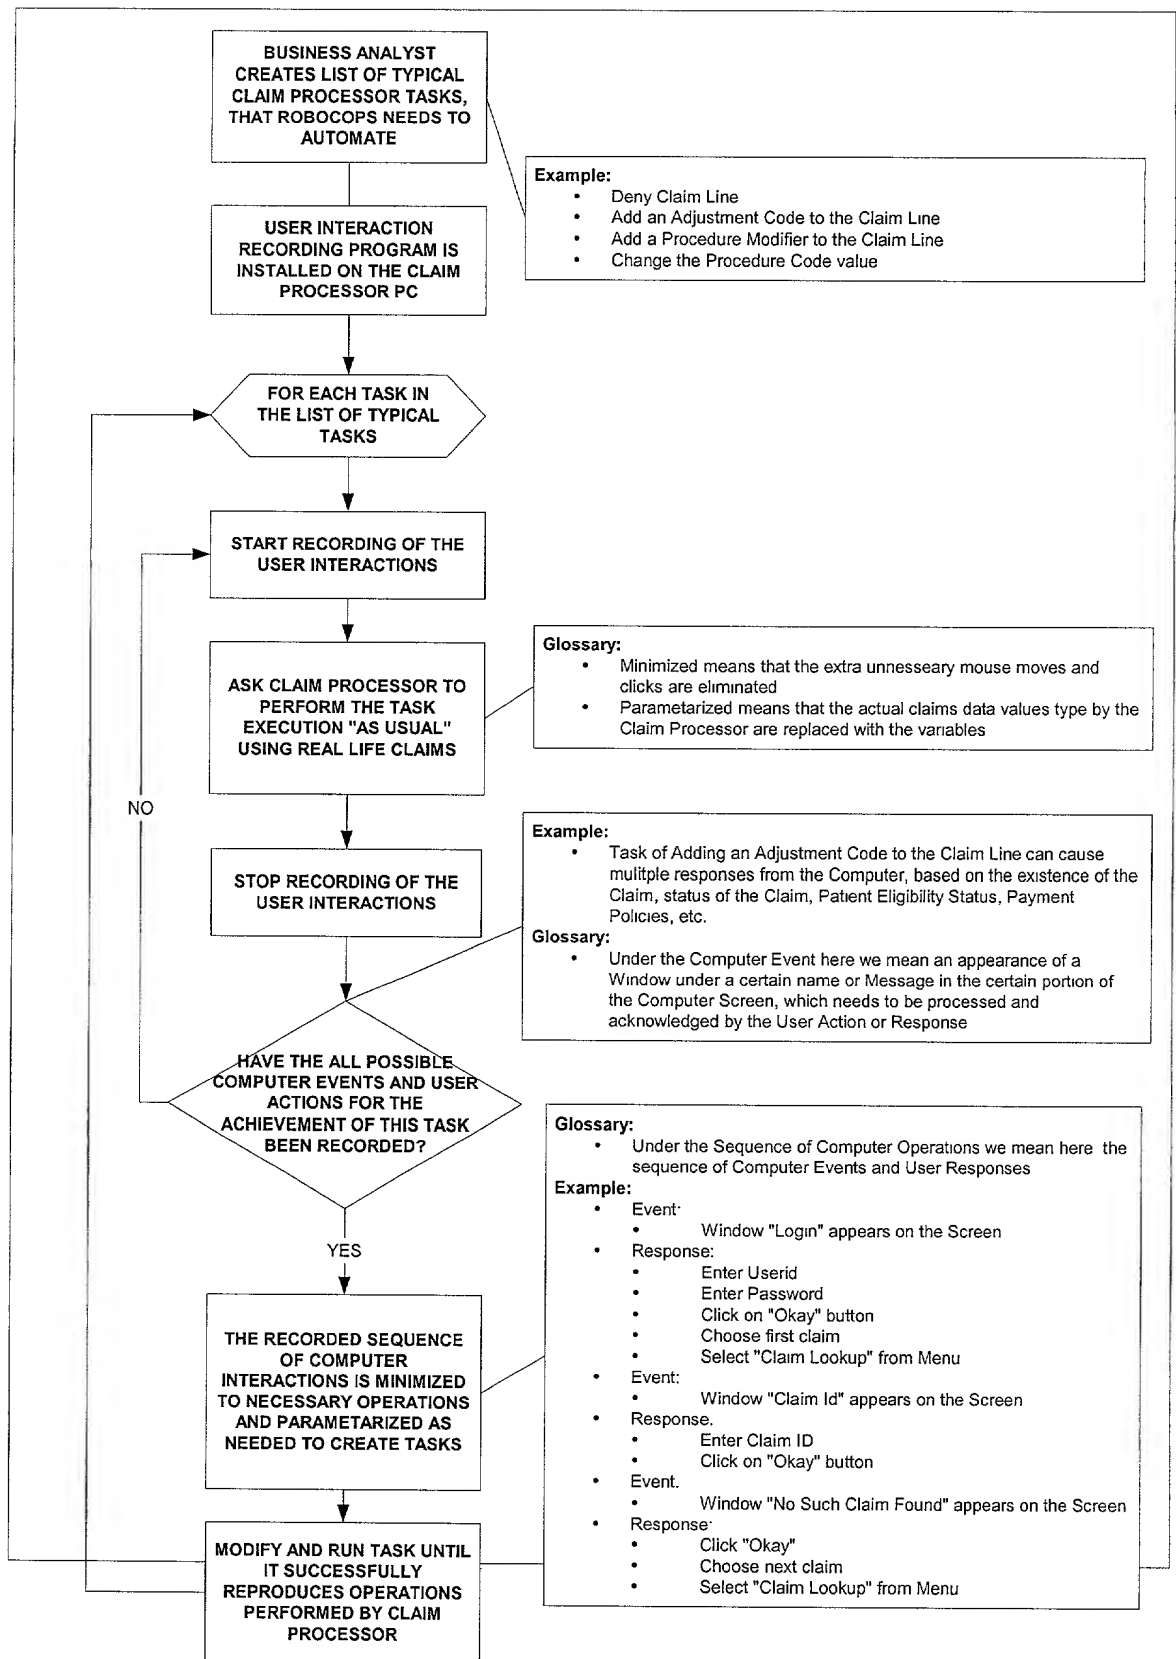 BUSINESS ANALYST
CREATES LIST OF TYPICAL
CLAIM PROCESSOR TASKS,
THAT ROBOCOPS NEEDS TO
AUTOMATE
Example:
• Deny Claim Line
• Add an Adjustment Code to the Claim Line
• Add a Procedure Modifier to the Claim Line
• Change the Procedure Code value
USER INTERACTION
RECORDING PROGRAM IS
INSTALLED ON THE CLAIM
PROCESSOR PC
FOR EACH TASK IN
THE LIST OF TYPICAL
TASKS
START RECORDING OF THE
USER INTERACTIONS
Glossary:
• Minimized means that the extra unnesseary mouse moves and
clicks are eliminated
• Parametarized means that the actual claims data values type by the
Claim Processor are replaced with the variables
ASK CLAIM PROCESSOR TO
PERFORM THE TASK
EXECUTION "AS USUAL"
USING REAL LIFE CLAIMS
NO
Example:
• Task of Adding an Adjustment Code to the Claim Line can cause
mulitple responses from the Computer, based on the existence of the
Claim, status of the Claim, Patient Eligibility Status, Payment
Policies, etc.
Glossary:
• Under the Computer Event here we mean an appearance of a
Window under a certain name or Message in the certain portion of
the Computer Screen, which needs to be processed and
acknowledged by the User Action or Response
STOP RECORDING OF THE
USER INTERACTIONS
HAVE THE ALL POSSIBLE
COMPUTER EVENTS AND USER
ACTIONS FOR THE
ACHIEVEMENT OF THIS TASK
BEEN RECORDED?
YES
Glossary:
• Under the Sequence of Computer Operations we mean here the
sequence of Computer Events and User Responses
Example:
• Event:
• Window "Login" appears on the Screen
• Response:
• Enter Userid
• Enter Password
• Click on "Okay" button
• Choose first claim
• Select "Claim Lookup" from Menu
• Event:
• Window "Claim Id" appears on the Screen
• Response.
• Enter Claim ID
• Click on "Okay" button
• Event.
• Window "No Such Claim Found" appears on the Screen
• Response:
• Click "Okay"
• Choose next claim
• Select "Claim Lookup" from Menu
THE RECORDED SEQUENCE
OF COMPUTER
INTERACTIONS IS MINIMIZED
TO NECESSARY OPERATIONS
AND PARAMETARIZED AS
NEEDED TO CREATE TASKS
MODIFY AND RUN TASK UNTIL
IT SUCCESSFULLY
REPRODUCES OPERATIONS
PERFORMED BY CLAIM
PROCESSOR